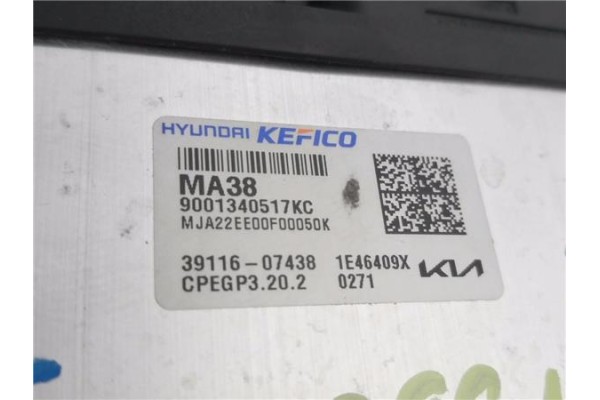 HYUNDAI KEFICO
MA38
9001340517KC
MJA22EE00F00050K
39116-07438 1E46409X KIA
CPEGP3.20.2 0271